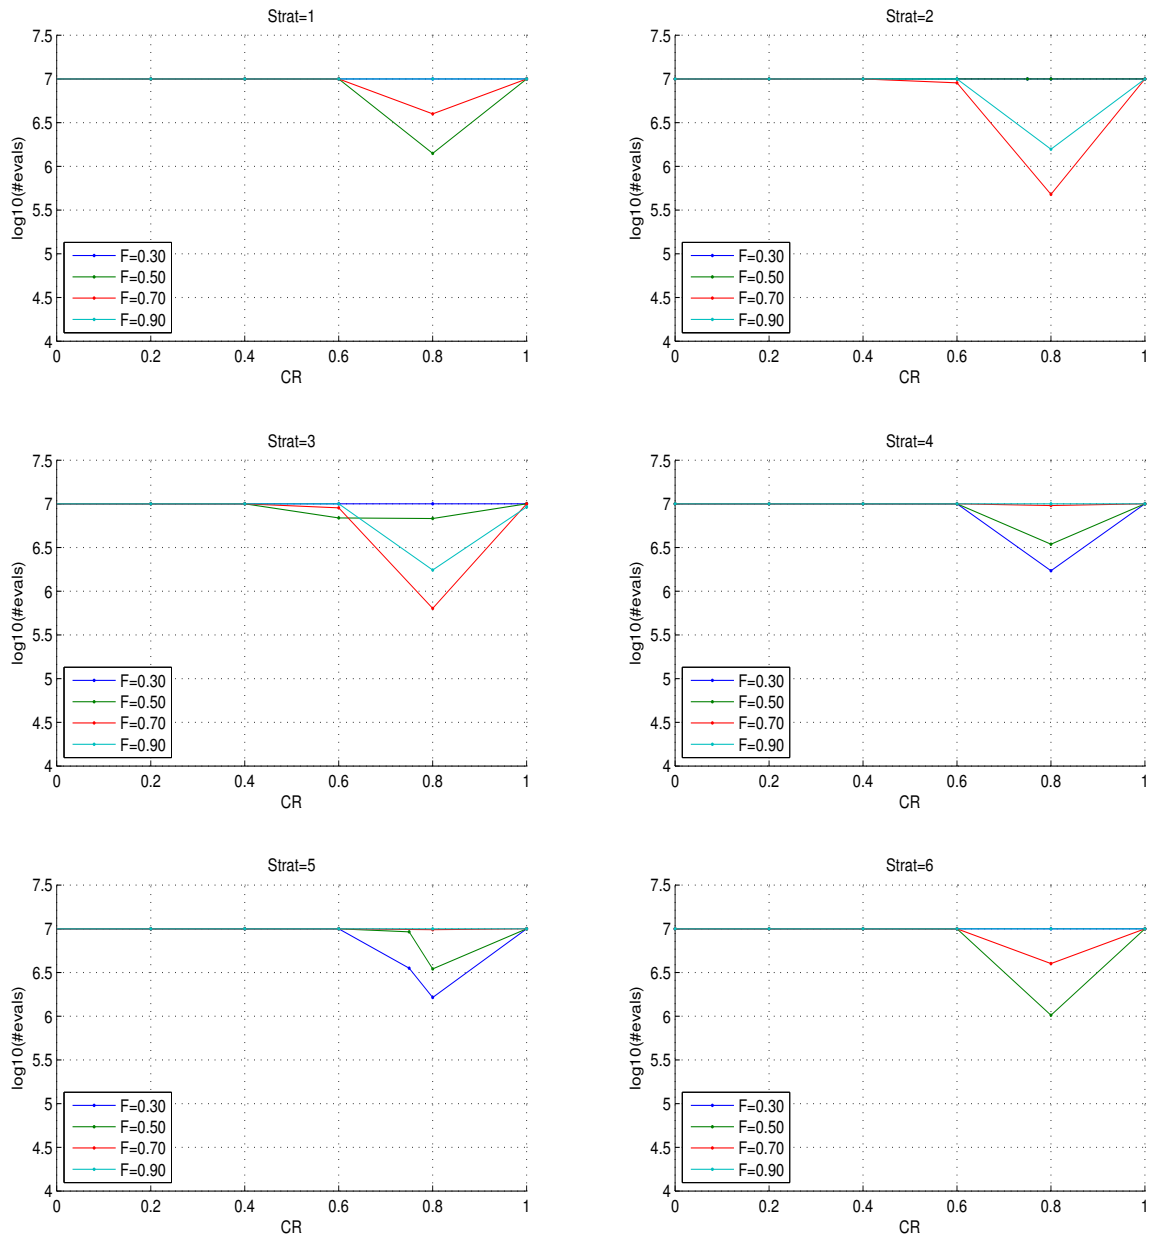 Strat=1
7.5
7
6.5
6
5.5
5
4.5
4
log10(#evals)
F=0.30
F=0.50
F=0.70
F=0.90
0 0.2 0.4 0.6 0.8 1
CR
Strat=2
7.5
7
6.5
6
5.5
5
4.5
4
log10(#evals)
F=0.30
F=0.50
F=0.70
F=0.90
0 0.2 0.4 0.6 0.8 1
CR
Strat=3
7.5
7
6.5
6
5.5
5
4.5
4
log10(#evals)
F=0.30
F=0.50
F=0.70
F=0.90
0 0.2 0.4 0.6 0.8 1
CR
Strat=4
7.5
7
6.5
6
5.5
5
4.5
4
log10(#evals)
F=0.30
F=0.50
F=0.70
F=0.90
0 0.2 0.4 0.6 0.8 1
CR
Strat=5
7.5
7
6.5
6
5.5
5
4.5
4
log10(#evals)
F=0.30
F=0.50
F=0.70
F=0.90
0 0.2 0.4 0.6 0.8 1
CR
Strat=6
7.5
7
6.5
6
5.5
5
4.5
4
log10(#evals)
F=0.30
F=0.50
F=0.70
F=0.90
0 0.2 0.4 0.6 0.8 1
CR